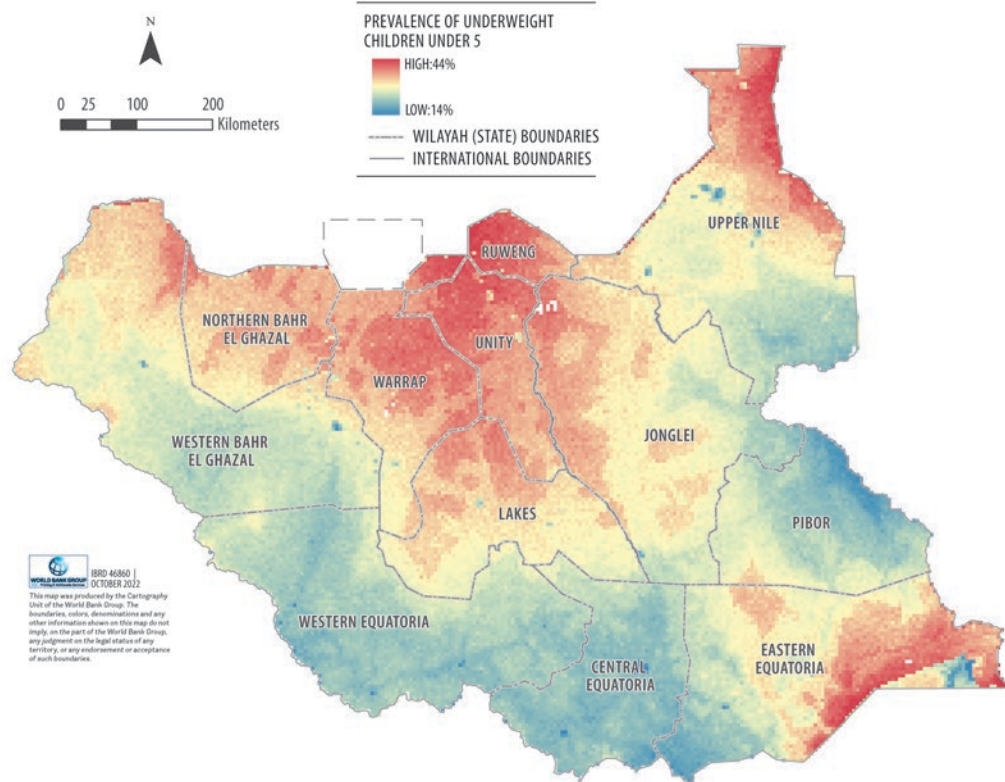 N
0 25 100 200
Kilometers
PREVALENCE OF UNDERWEIGHT
CHILDREN UNDER 5
HIGH:44%
LOW:14%
WILAYAH (STATE) BOUNDARIES
INTERNATIONAL BOUNDARIES
UPPER NILE
RUWENG
NORTHERN BAHR
EL GHAZAL
UNITY
WARRAP
JONGLEI
WESTERN BAHR
EL GHAZAL
LAKES
PIBOR
WESTERN EQUATORIA
EASTERN
EQUATORIA
CENTRAL
EQUATORIA
WORLD BANK GROUP
IBRD 46860 |
OCTOBER 2022
This map was produced by the Cartography
Unit of the World Bank Group. The
boundaries, colors, denominations and any
other information shown on this map do not
imply, on the part of the World Bank Group,
any judgment on the legal status of any
territory, or any endorsement or acceptance
of such boundaries.